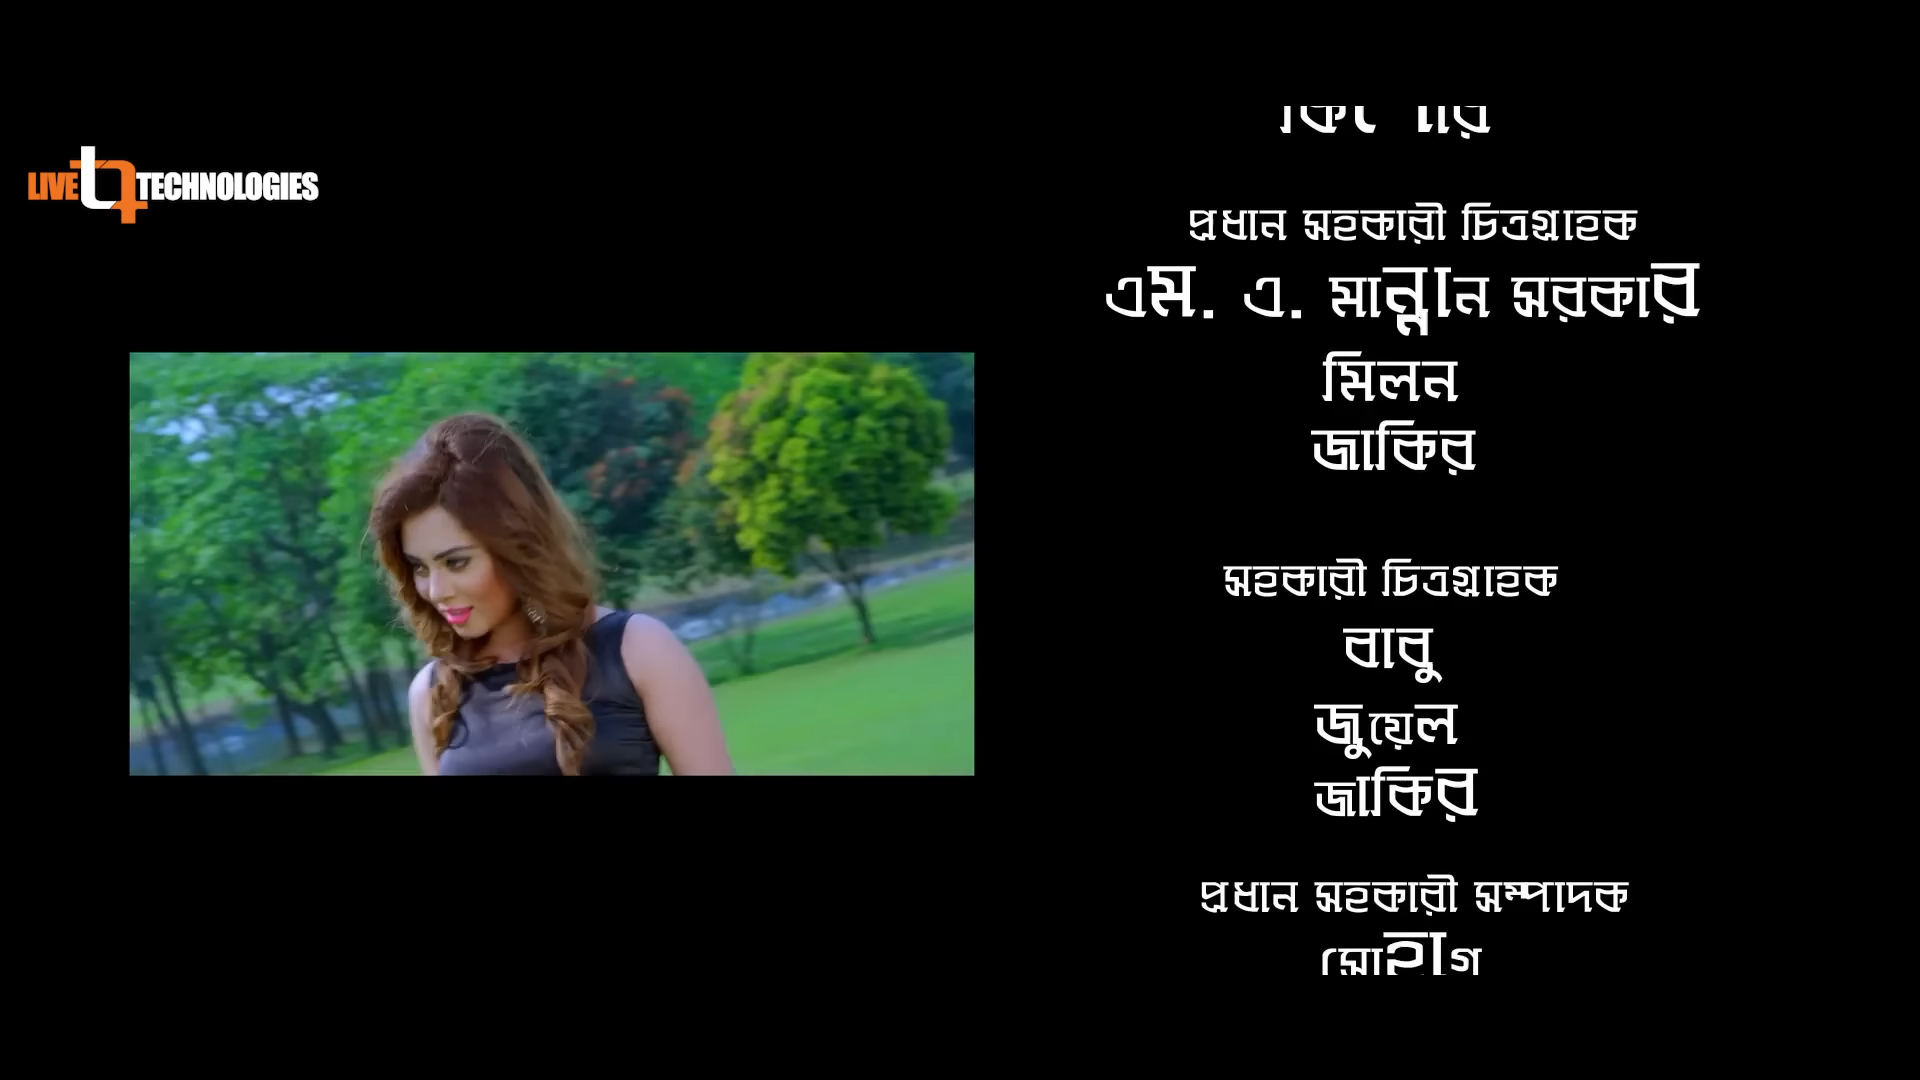 LIVE TECHNOLOGIES
প্রধান সহকারী চিত্রগ্রাহক
এম. এ. মান্নান সরকার
মিলন
জাকির
সহকারী চিত্রগ্রাহক
বাবু
জুয়েল
জাকির
প্রধান সহকারী সম্পাদক
সোহাগ